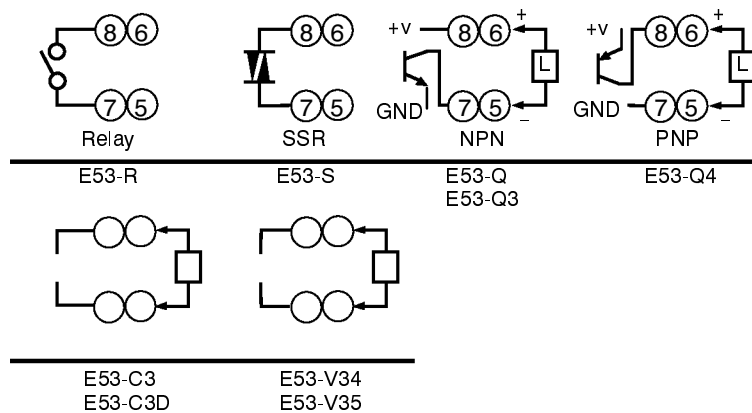 8 6 8 6 +v 8 6 + +v 8 6 +
L L
7 5 7 5 GND 7 5 – GND 7 5 –
Relay SSR NPN PNP
E53-R E53-S E53-Q E53-Q4
E53-Q3
E53-C3 E53-V34
E53-C3D E53-V35